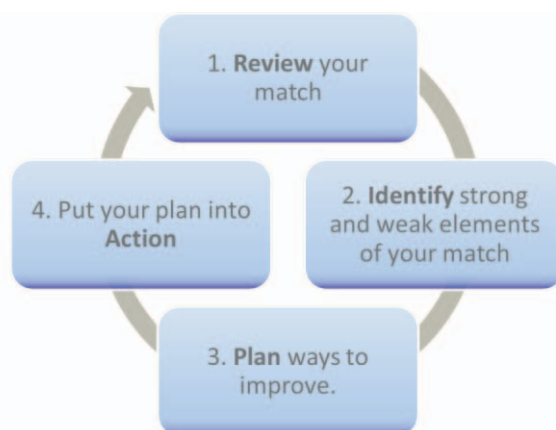 1. Review your
match
2. Identify strong
and weak elements
of your match
3. Plan ways to
improve.
4. Put your plan into
Action